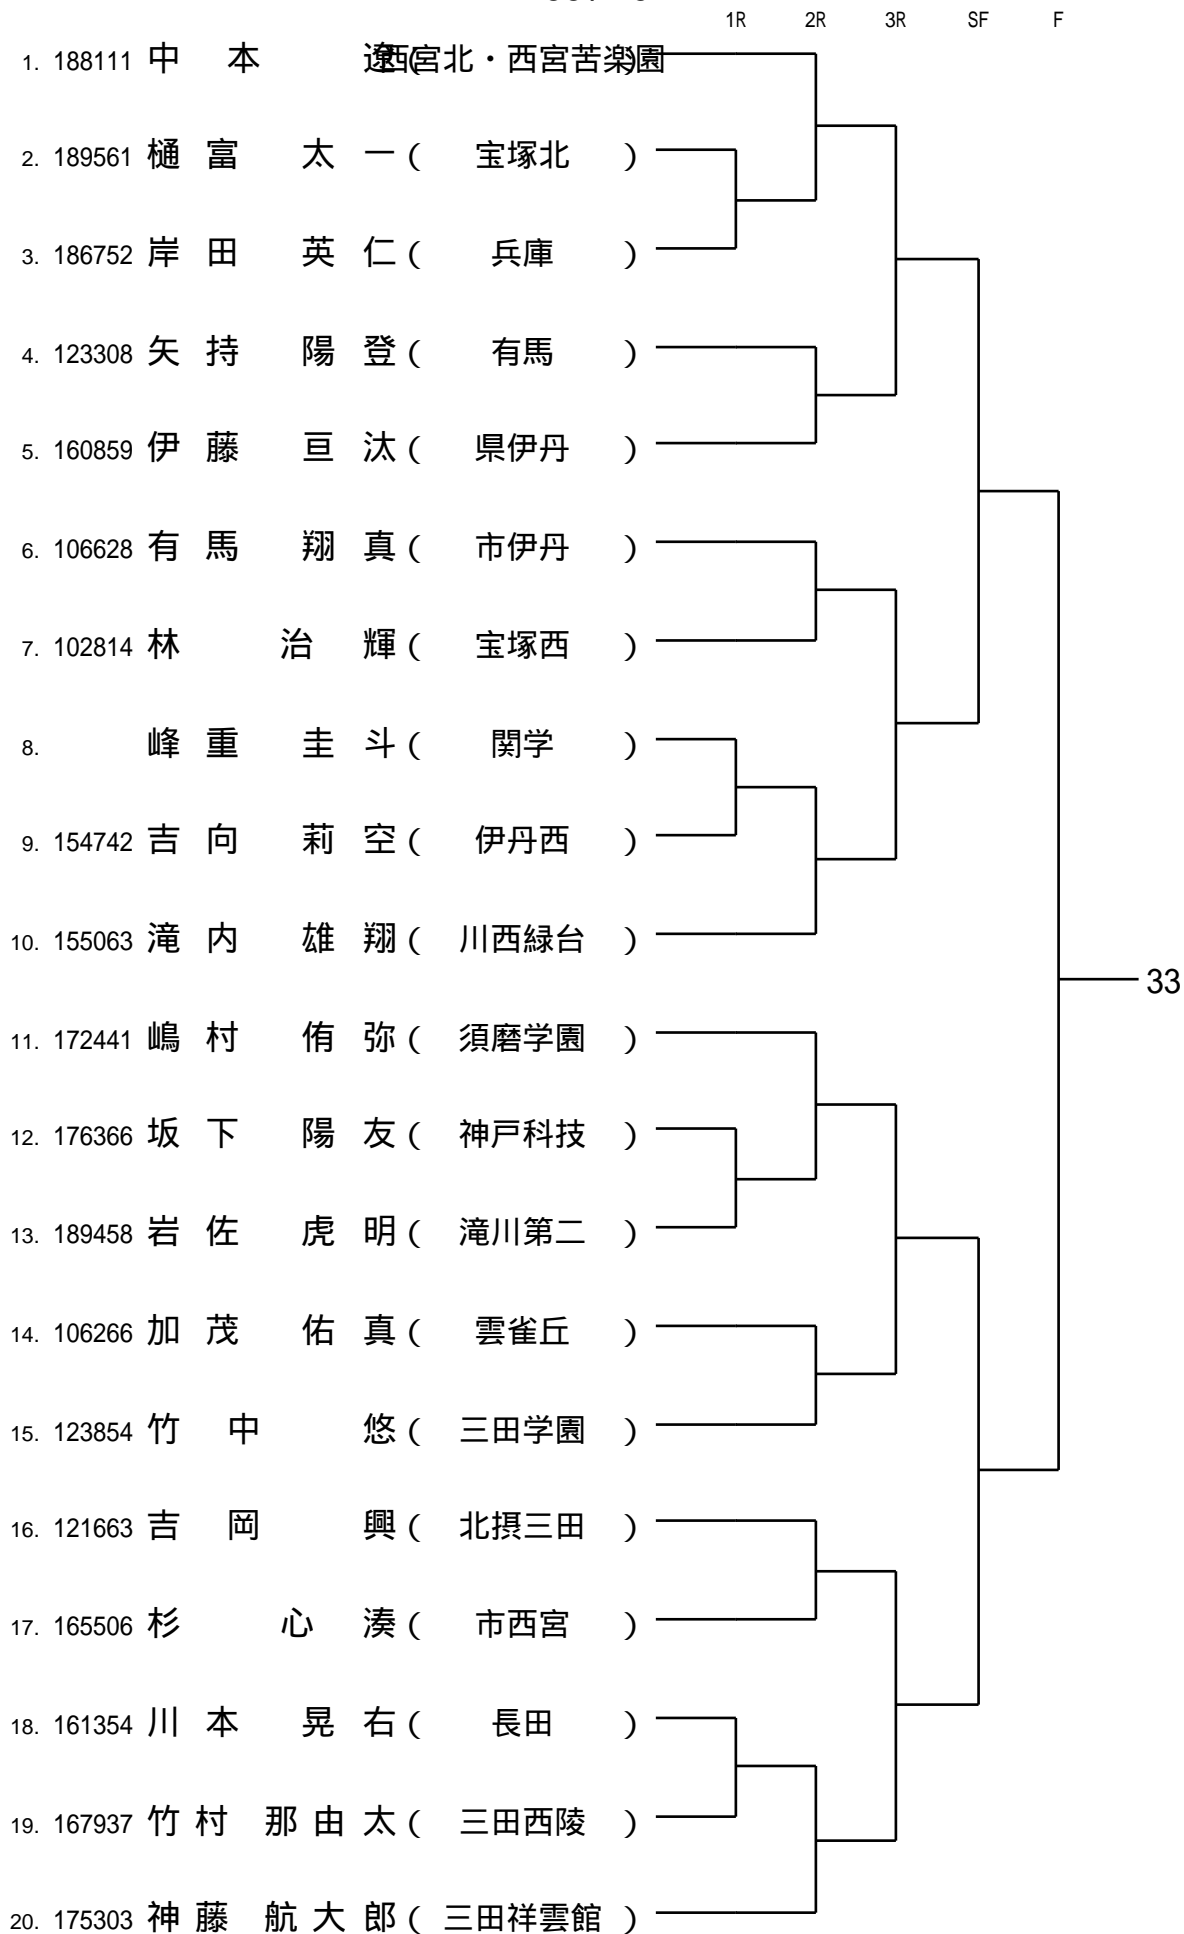 1R 2R 3R SF F
1. 188111 中 本 遼(西宮北・西宮苦楽園)
2. 189561 樋 富 太 一 ( 宝塚北 )
3. 186752 岸 田 英 仁 ( 兵庫 )
4. 123308 矢 持 陽 登 ( 有馬 )
5. 160859 伊 藤 亘 汰 ( 県伊丹 )
6. 106628 有 馬 翔 真 ( 市伊丹 )
7. 102814 林 治 輝 ( 宝塚西 )
8. 峰 重 圭 斗 ( 関学 )
9. 154742 吉 向 莉 空 ( 伊丹西 )
10. 155063 滝 内 雄 翔 ( 川西緑台 )
33
11. 172441 嶋 村 侑 弥 ( 須磨学園 )
12. 176366 坂 下 陽 友 ( 神戸科技 )
13. 189458 岩 佐 虎 明 ( 滝川第二 )
14. 106266 加 茂 佑 真 ( 雲雀丘 )
15. 123854 竹 中 悠 ( 三田学園 )
16. 121663 吉 岡 興 ( 北摂三田 )
17. 165506 杉 心 湊 ( 市西宮 )
18. 161354 川 本 晃 右 ( 長田 )
19. 167937 竹 村 那 由 太 ( 三田西陵 )
20. 175303 神 藤 航 大 郎 ( 三田祥雲館 )